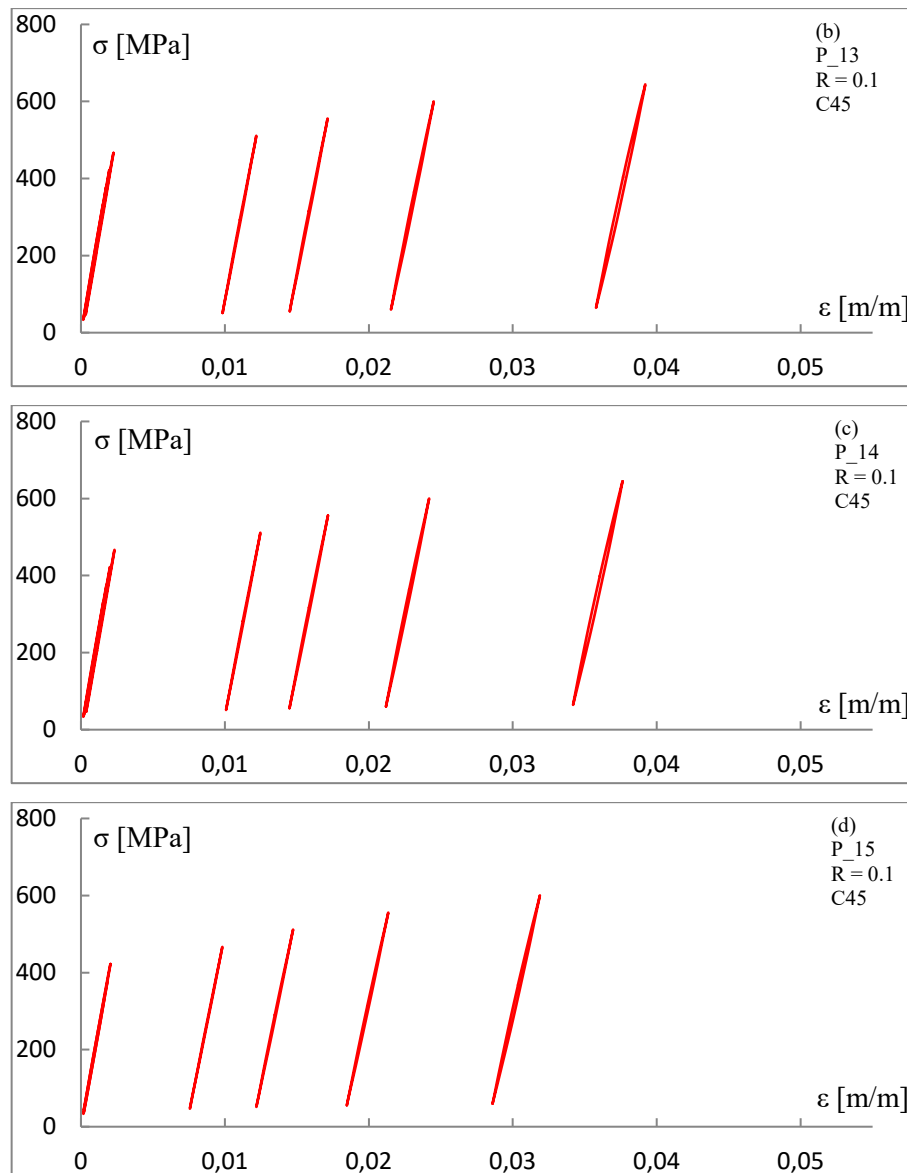 800
σ [MPa]
(b)
P_13
R = 0.1
C45
600
400
200
0
ε [m/m]
0 0,01 0,02 0,03 0,04 0,05
800
σ [MPa]
(c)
P_14
R = 0.1
C45
600
400
200
0
ε [m/m]
0 0,01 0,02 0,03 0,04 0,05
800
σ [MPa]
(d)
P_15
R = 0.1
C45
600
400
200
0
ε [m/m]
0 0,01 0,02 0,03 0,04 0,05